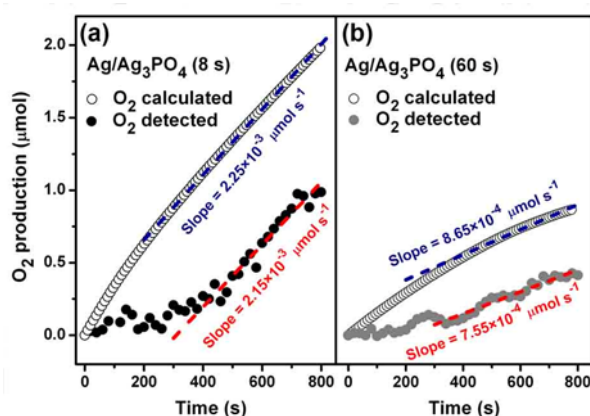 (a)
Ag/Ag₃PO₄ (8 s)
O₂ calculated
O₂ detected
Slope = 2.25×10⁻³ μmol s⁻¹
Slope = 2.15×10⁻³ μmol s⁻¹
(b)
Ag/Ag₃PO₄ (60 s)
O₂ calculated
O₂ detected
Slope = 8.65×10⁻⁴ μmol s⁻¹
Slope = 7.55×10⁻⁴ μmol s⁻¹
O₂ production (μmol)
2.0
1.5
1.0
0.5
0.0
0 200 400 600 800
0 200 400 600 800
Time (s)
Time (s)